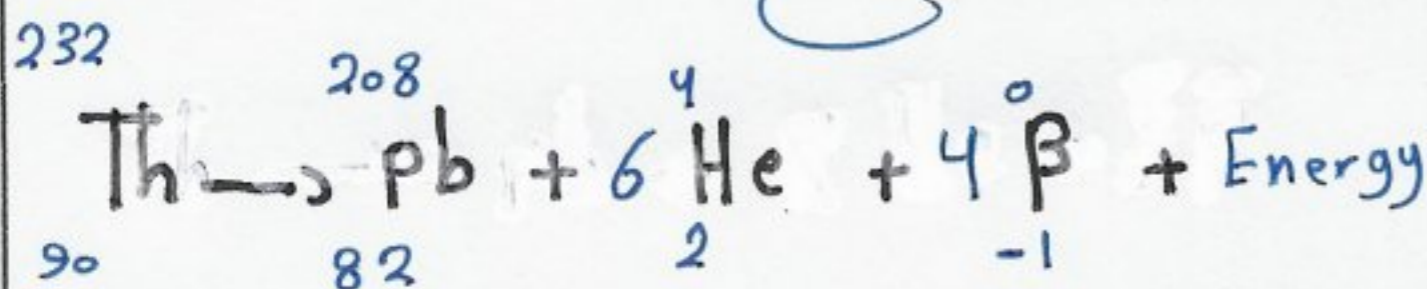 232 208 4 0
Th → pb + 6 He + 4 β + Energy
90 82 2 -1